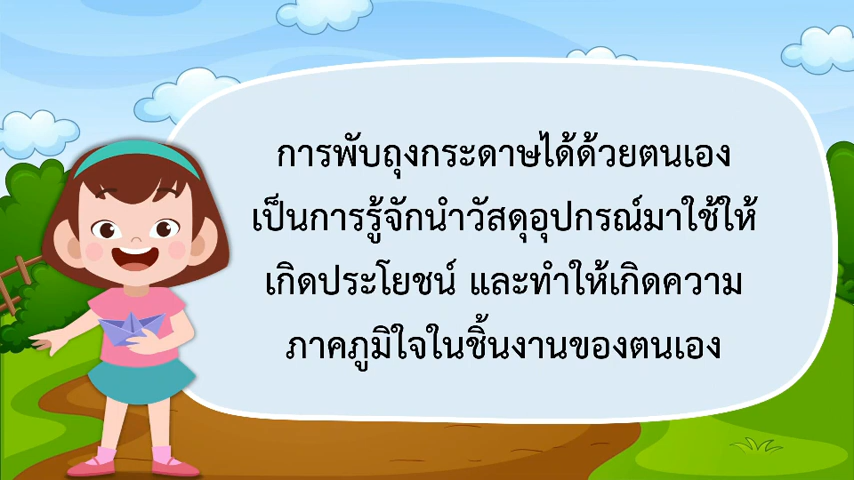 การพับถุงกระดาษได้ด้วยตนเอง
เป็นการรู้จักนำวัสดุอุปกรณ์มาใช้ให้
เกิดประโยชน์ และทำให้เกิดความ
ภาคภูมิใจในชิ้นงานของตนเอง